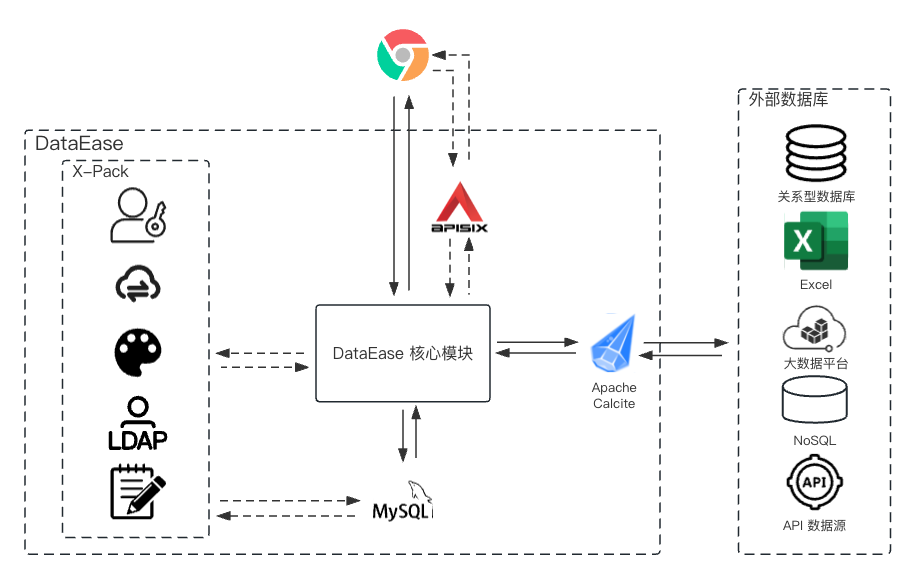 外部数据库
DataEase
X-Pack
关系型数据库
APISIX
X
Excel
DataEase 核心模块
大数据平台
Apache
Calcite
LDAP
NoSQL
MySQL
API
API 数据源